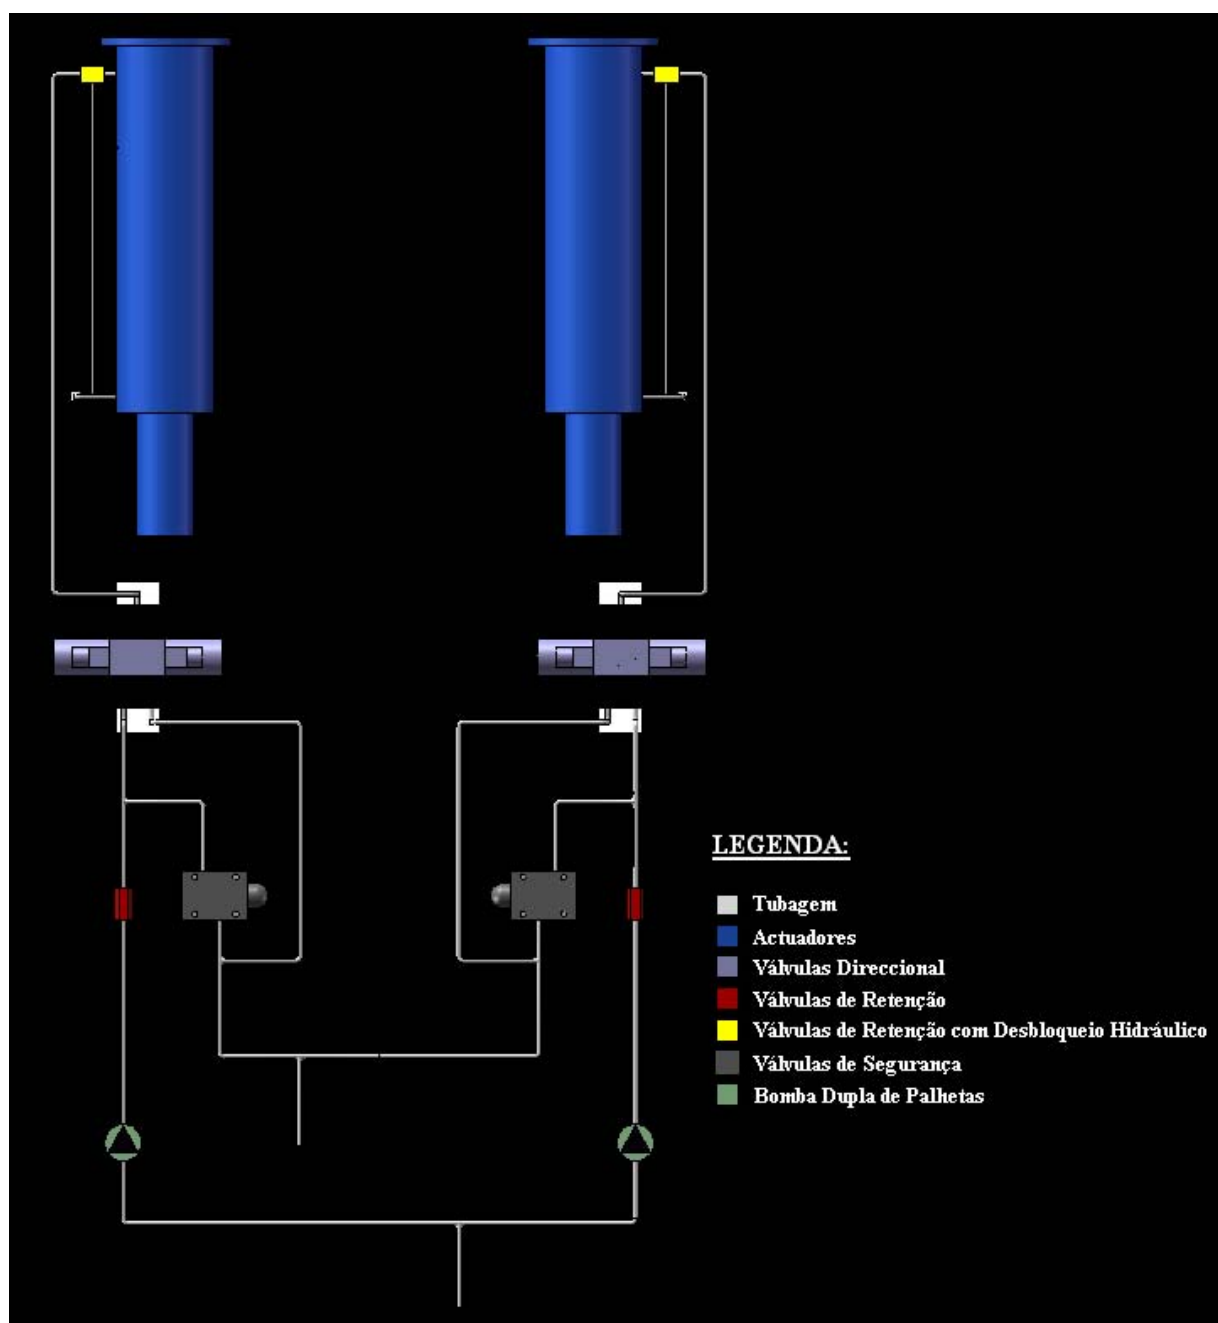 LEGENDA:
Tubagem
Actuadores
Válvulas Direccional
Válvulas de Retenção
Válvulas de Retenção com Desbloqueio Hidráulico
Válvulas de Segurança
Bomba Dupla de Palhetas